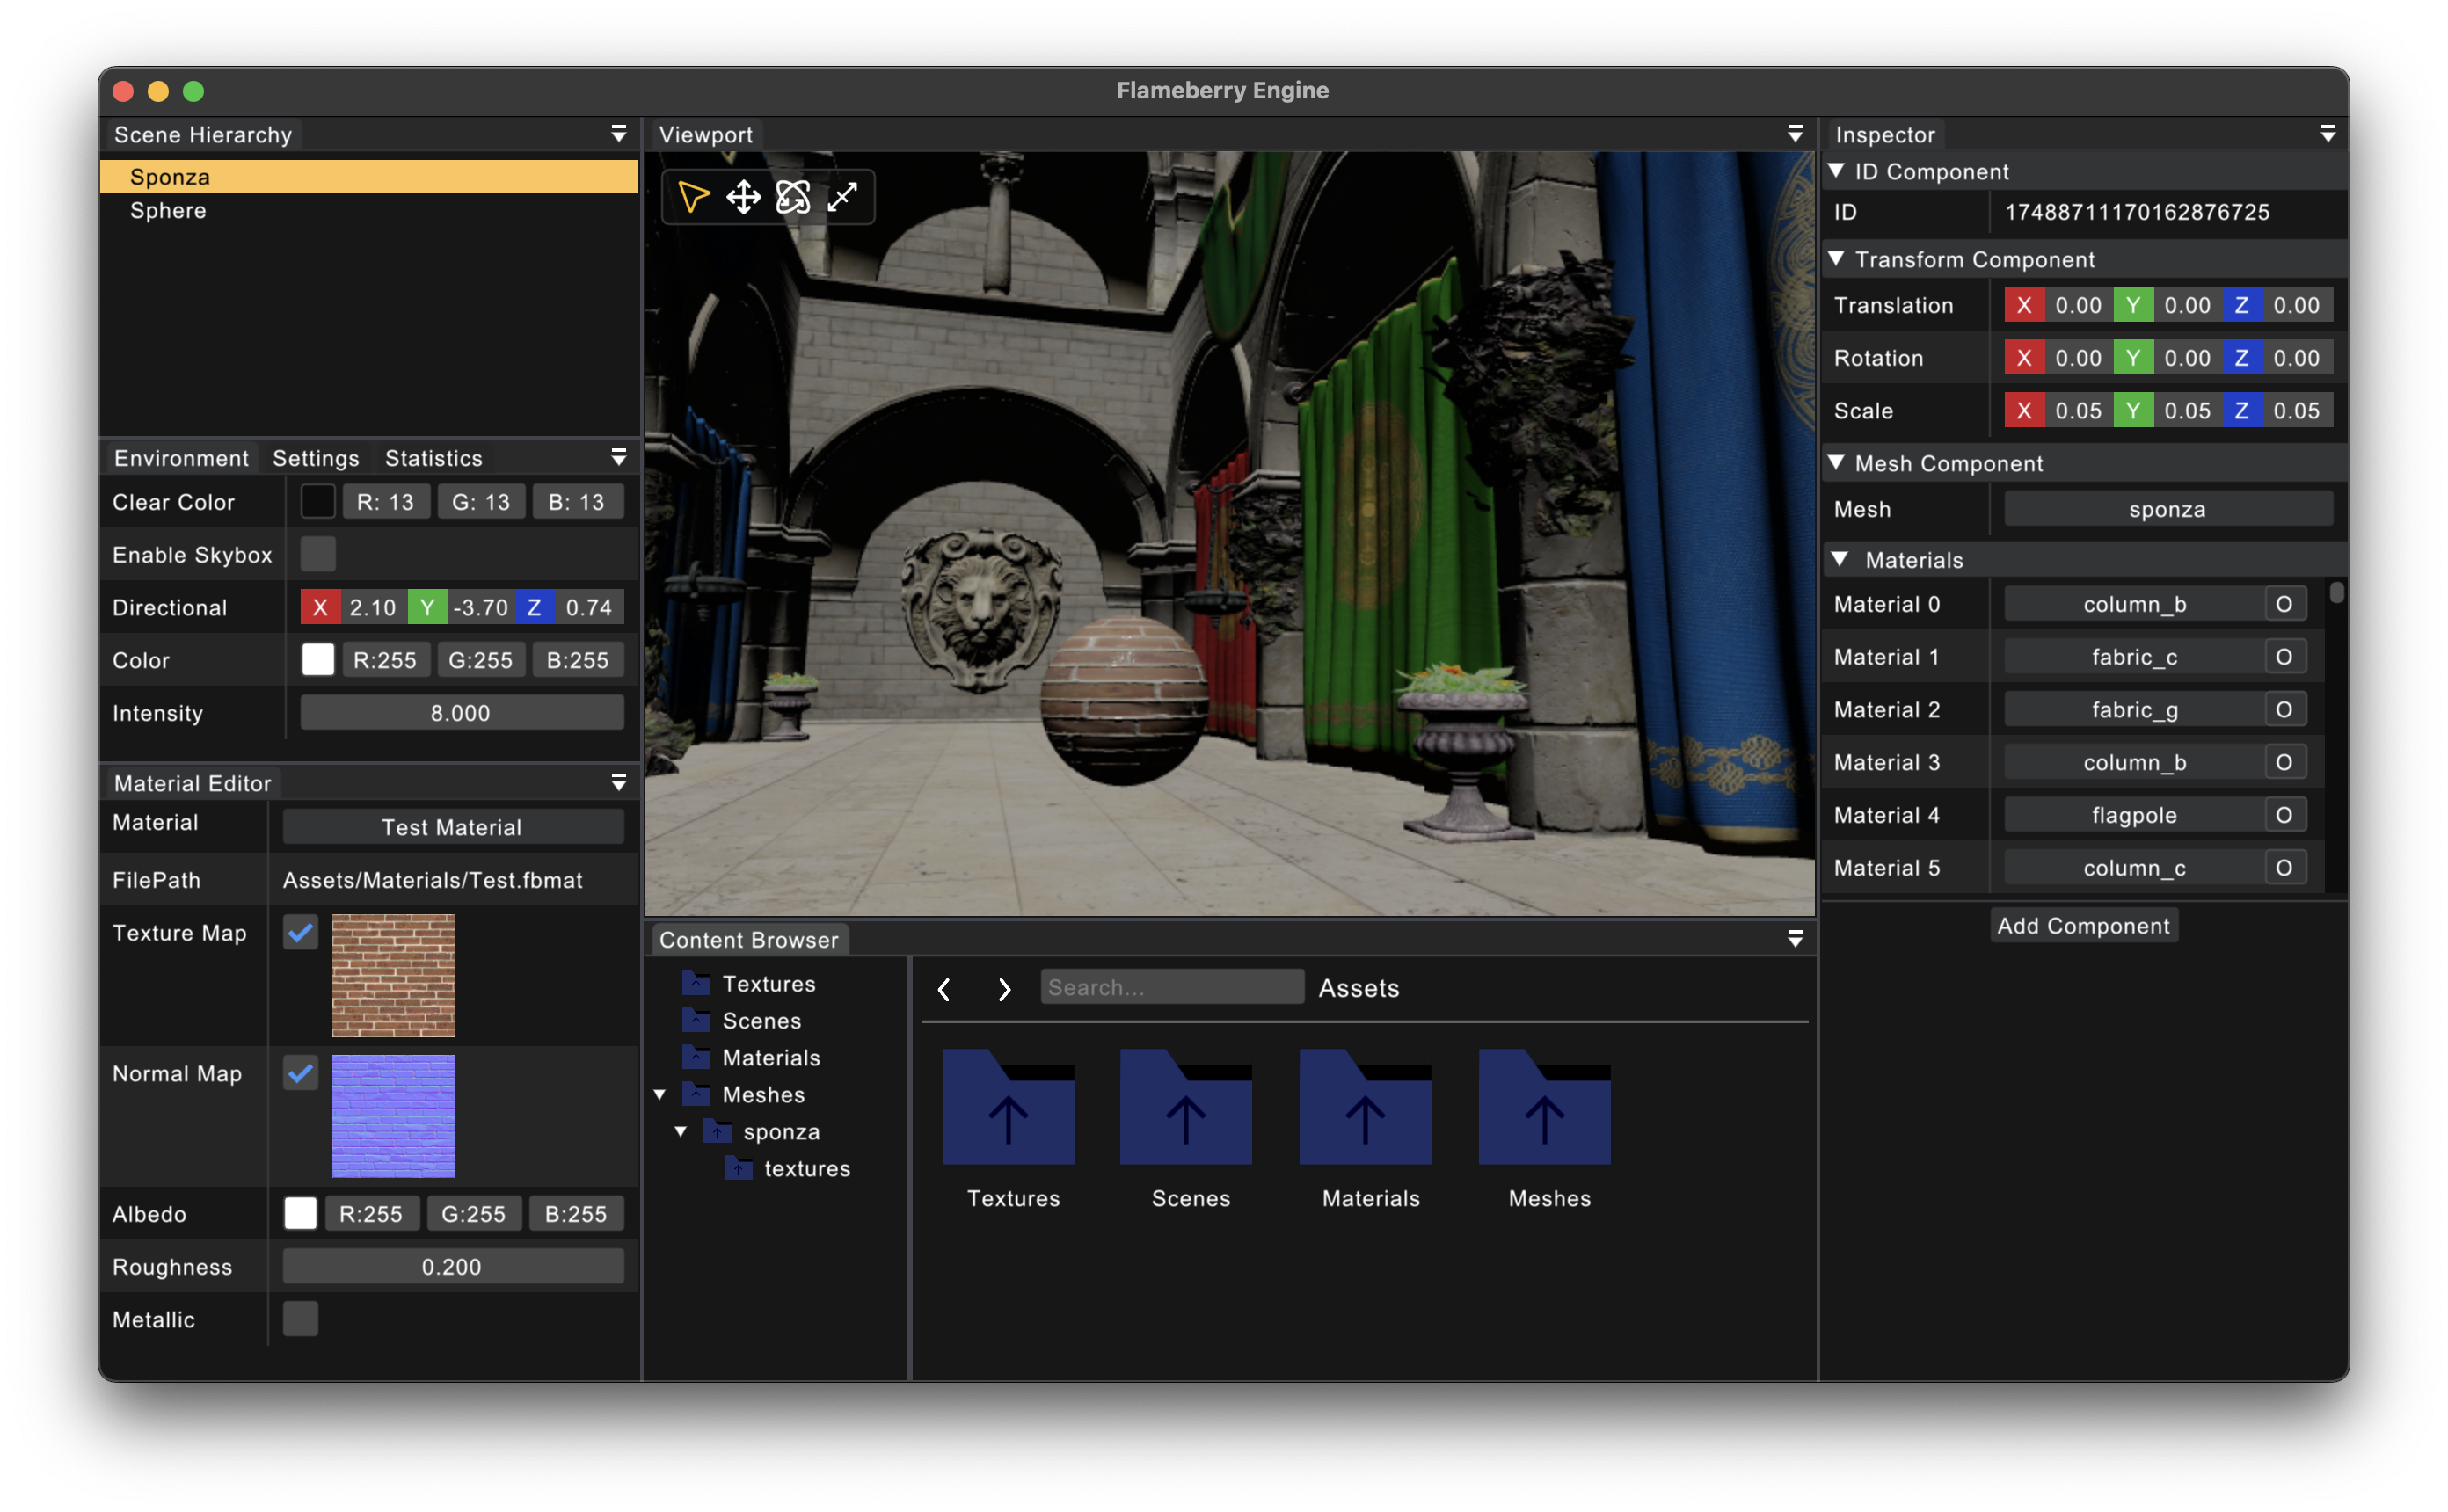 Flameberry Engine
Scene Hierarchy
Sponza
Sphere
Environment Settings Statistics
Clear Color R: 13 G: 13 B: 13
Enable Skybox
Directional X 2.10 Y -3.70 Z 0.74
Color R:255 G:255 B:255
Intensity 8.000
Material Editor
Material Test Material
FilePath Assets/Materials/Test.fbmat
Texture Map
Normal Map
Albedo R:255 G:255 B:255
Roughness 0.200
Metallic
Viewport
Content Browser
Textures
Scenes
Materials
Meshes
sponza
textures
Search... Assets
Textures Scenes Materials Meshes
Inspector
ID Component
ID 17488711170162876725
Transform Component
Translation X 0.00 Y 0.00 Z 0.00
Rotation X 0.00 Y 0.00 Z 0.00
Scale X 0.05 Y 0.05 Z 0.05
Mesh Component
Mesh sponza
Materials
Material 0 column_b O
Material 1 fabric_c O
Material 2 fabric_g O
Material 3 column_b O
Material 4 flagpole O
Material 5 column_c O
Add Component